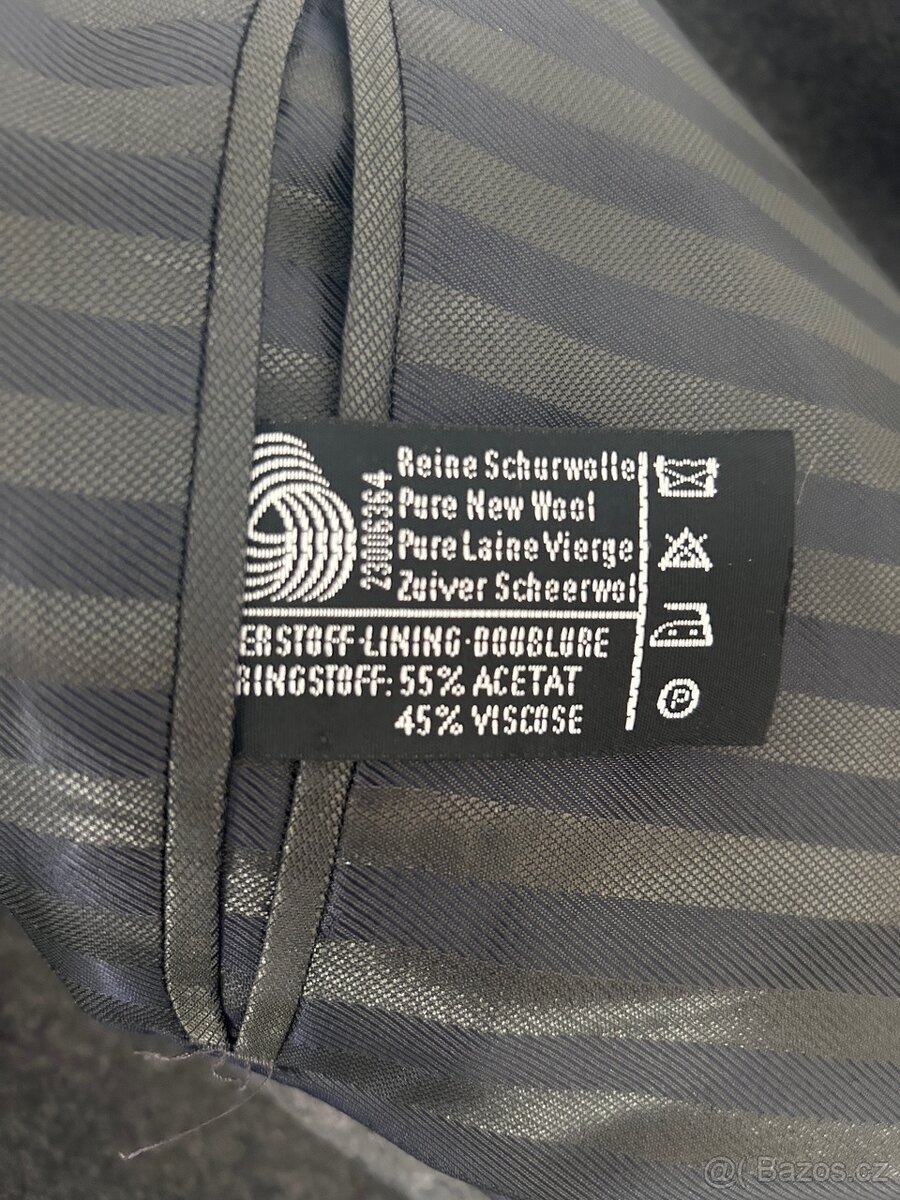 Reine Schurwolle
Pure New Wool
Pure Laine Vierge
Zuiver Scheerwol
23006364
ERSTOFF·LINING·DOUBLURE
RINGSTOFF: 55% ACETAT
45% VISCOSE
P
@( Bazos.cz